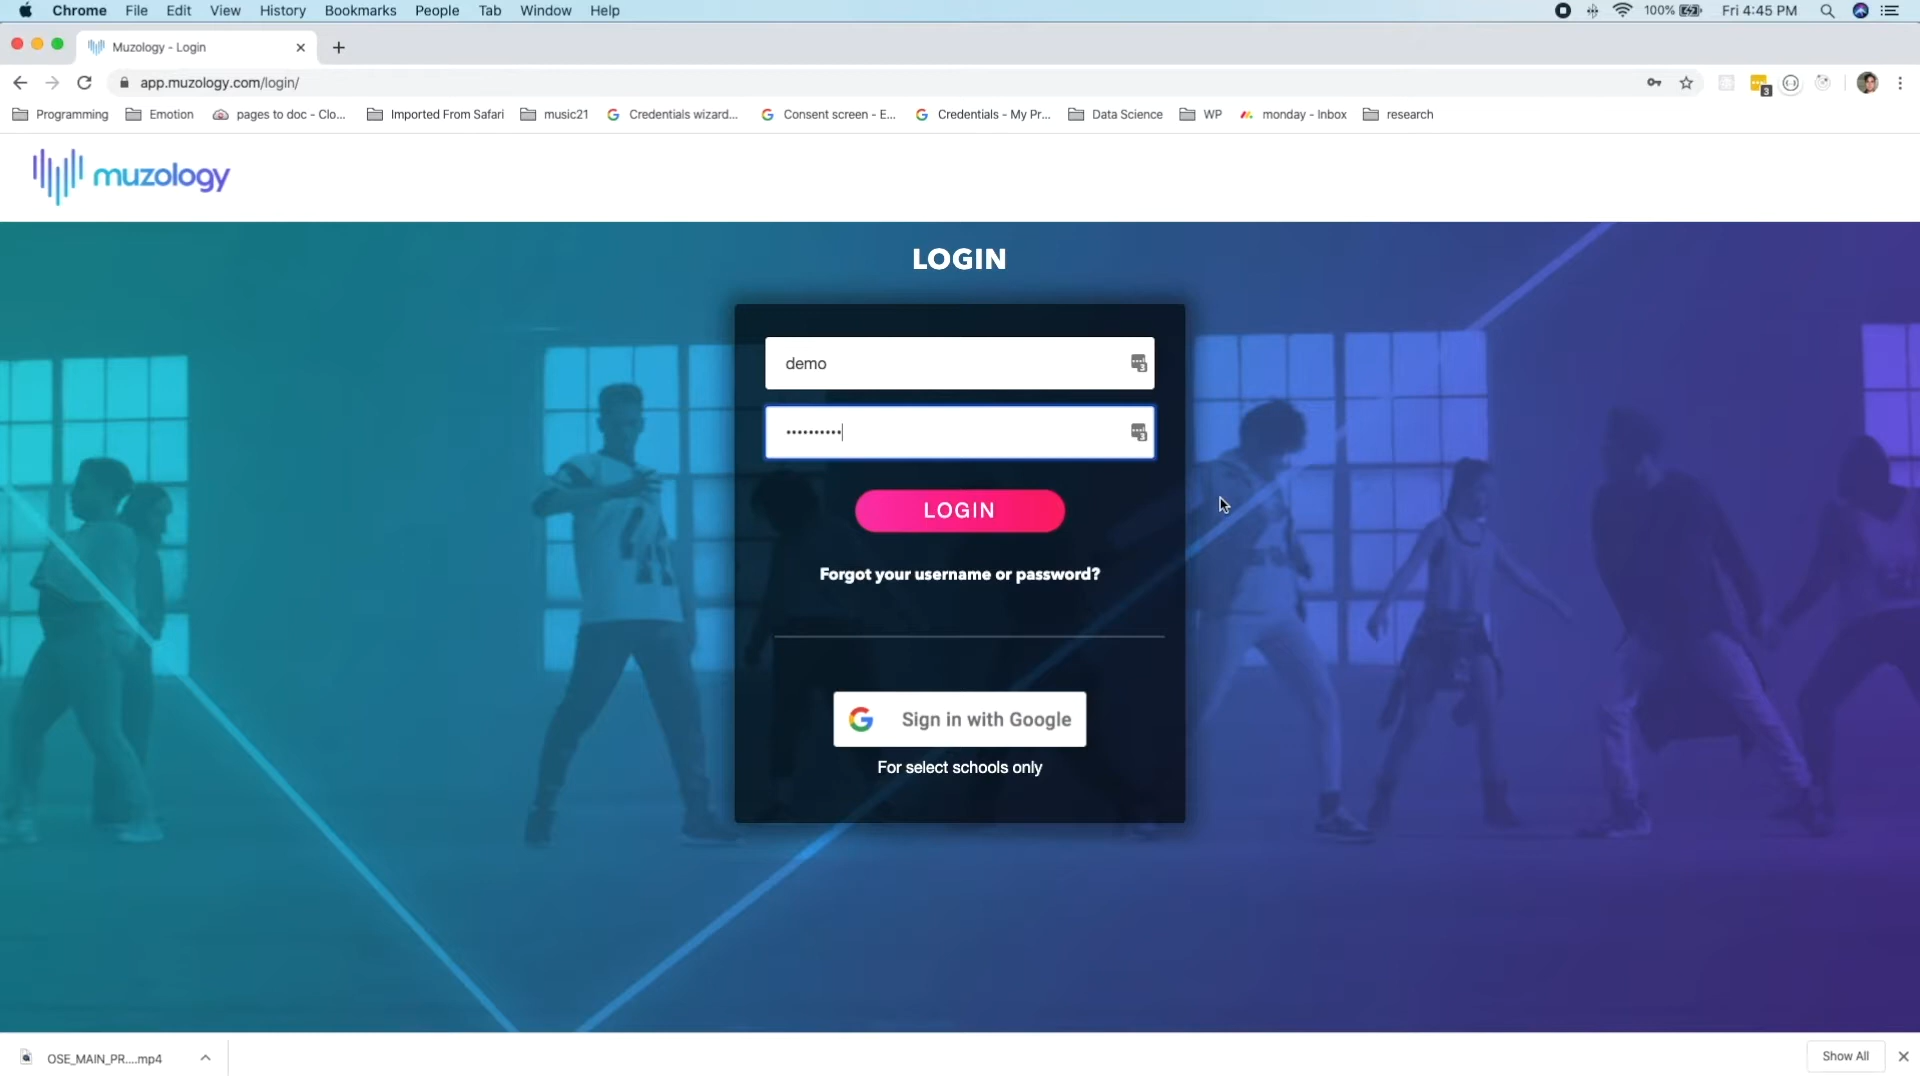 Chrome File Edit View History Bookmarks People Tab Window Help 100% Fri 4:45 PM
Muzology - Login
app.muzology.com/login/
3
Programming Emotion pages to doc - Clo... Imported From Safari music21 Credentials wizard... Consent screen - E... Credentials - My Pr... Data Science WP monday - Inbox research
muzology
LOGIN
demo
3
••••••••••
3
LOGIN
Forgot your username or password?
Sign in with Google
For select schools only
OSE_MAIN_PR....mp4 Show All